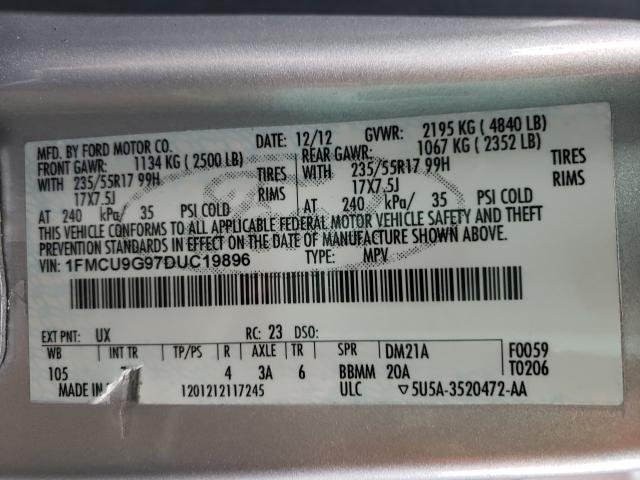 MFD. BY FORD MOTOR CO. DATE: 12/12 GVWR: 2195 KG ( 4840 LB)
FRONT GAWR: 1134 KG ( 2500 LB) REAR GAWR: 1067 KG ( 2352 LB)
WITH 235/55R17 99H TIRES WITH 235/55R17 99H TIRES
17X7.5J RIMS 17X7.5J RIMS
AT 240 kPa/ 35 PSI COLD AT 240 kPa/ 35 PSI COLD
THIS VEHICLE CONFORMS TO ALL APPLICABLE FEDERAL MOTOR VEHICLE SAFETY AND THEFT
PREVENTION STANDARDS IN EFFECT ON THE DATE OF MANUFACTURE SHOWN ABOVE.
VIN: 1FMCU9G97DUC19896 TYPE: MPV
EXT PNT: UX RC: 23 DSO:
WB INT TR TP/PS R AXLE TR SPR DM21A F0059
105 4 3A 6 BBMM 20A T0206
MADE IN 1201212117245 ULC 5U5A-3520472-AA